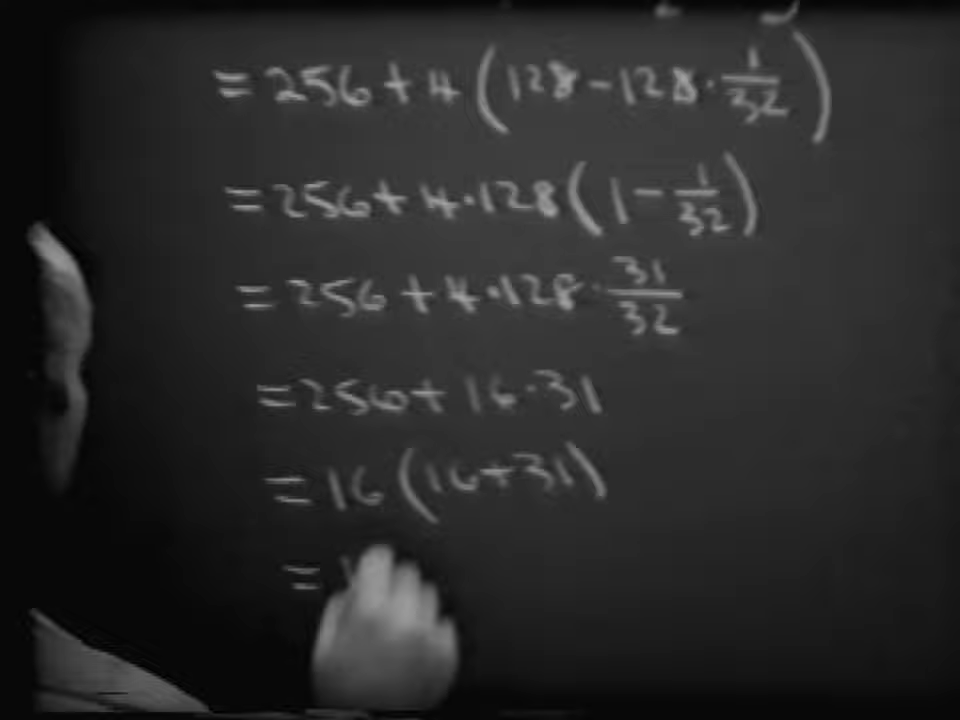 = 256 + 4 (128 - 128 · 1/32)
= 256 + 4 · 128 (1 - 1/32)
= 256 + 4 · 128 · 31/32
= 256 + 16 · 31
= 16 (16 + 31)
=